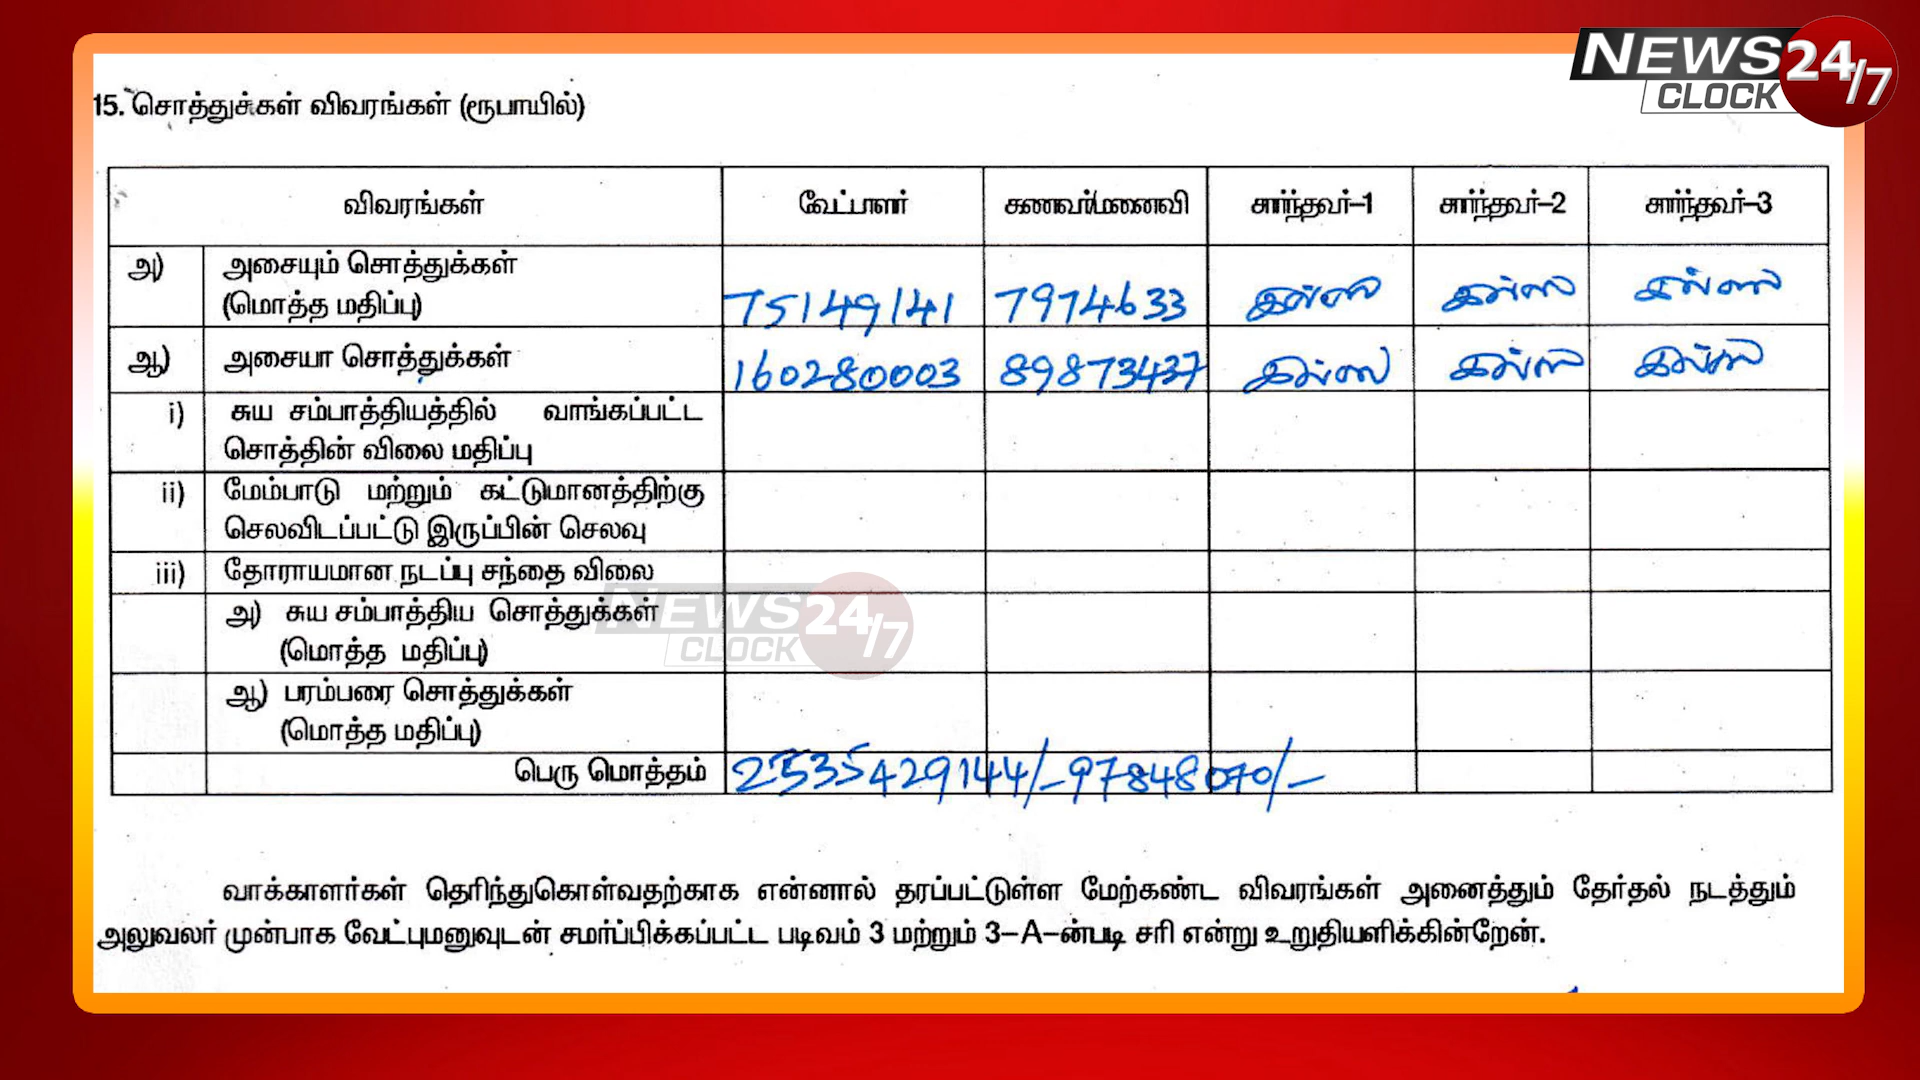 NEWS 24/7
CLOCK
15. சொத்துக்கள் விவரங்கள் (ரூபாயில்)
விவரங்கள் வேட்பாளர் கணவர்/மனைவி சார்ந்தவர்-1 சார்ந்தவர்-2 சார்ந்தவர்-3
அ) அசையும் சொத்துக்கள்
(மொத்த மதிப்பு) 75149141 7974633 இல்லை இல்லை இல்லை
ஆ) அசையா சொத்துக்கள் 160280003 89873437 இல்லை இல்லை இல்லை
i) சுய சம்பாத்தியத்தில் வாங்கப்பட்ட
சொத்தின் விலை மதிப்பு
ii) மேம்பாடு மற்றும் கட்டுமானத்திற்கு
செலவிடப்பட்டு இருப்பின் செலவு
iii) தோராயமான நடப்பு சந்தை விலை
அ) சுய சம்பாத்திய சொத்துக்கள்
(மொத்த மதிப்பு)
NEWS 24/7
CLOCK
ஆ) பரம்பரை சொத்துக்கள்
(மொத்த மதிப்பு)
பெரு மொத்தம் 97848070/-
வாக்காளர்கள் தெரிந்துகொள்வதற்காக என்னால் தரப்பட்டுள்ள மேற்கண்ட விவரங்கள் அனைத்தும் தேர்தல் நடத்தும்
அலுவலர் முன்பாக வேட்புமனுவுடன் சமர்ப்பிக்கப்பட்ட படிவம் 3 மற்றும் 3-A-ன்படி சரி என்று உறுதியளிக்கின்றேன்.